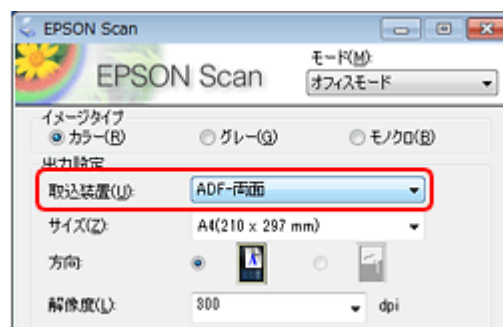 EPSON Scan
EPSON Scan
モード(M):
オフィスモード
イメージタイプ
カラー(R)
グレー(G)
モノクロ(B)
出力設定
取込装置(U):
ADF-両面
サイズ(Z):
A4(210 x 297 mm)
方向:
解像度(L):
300
dpi